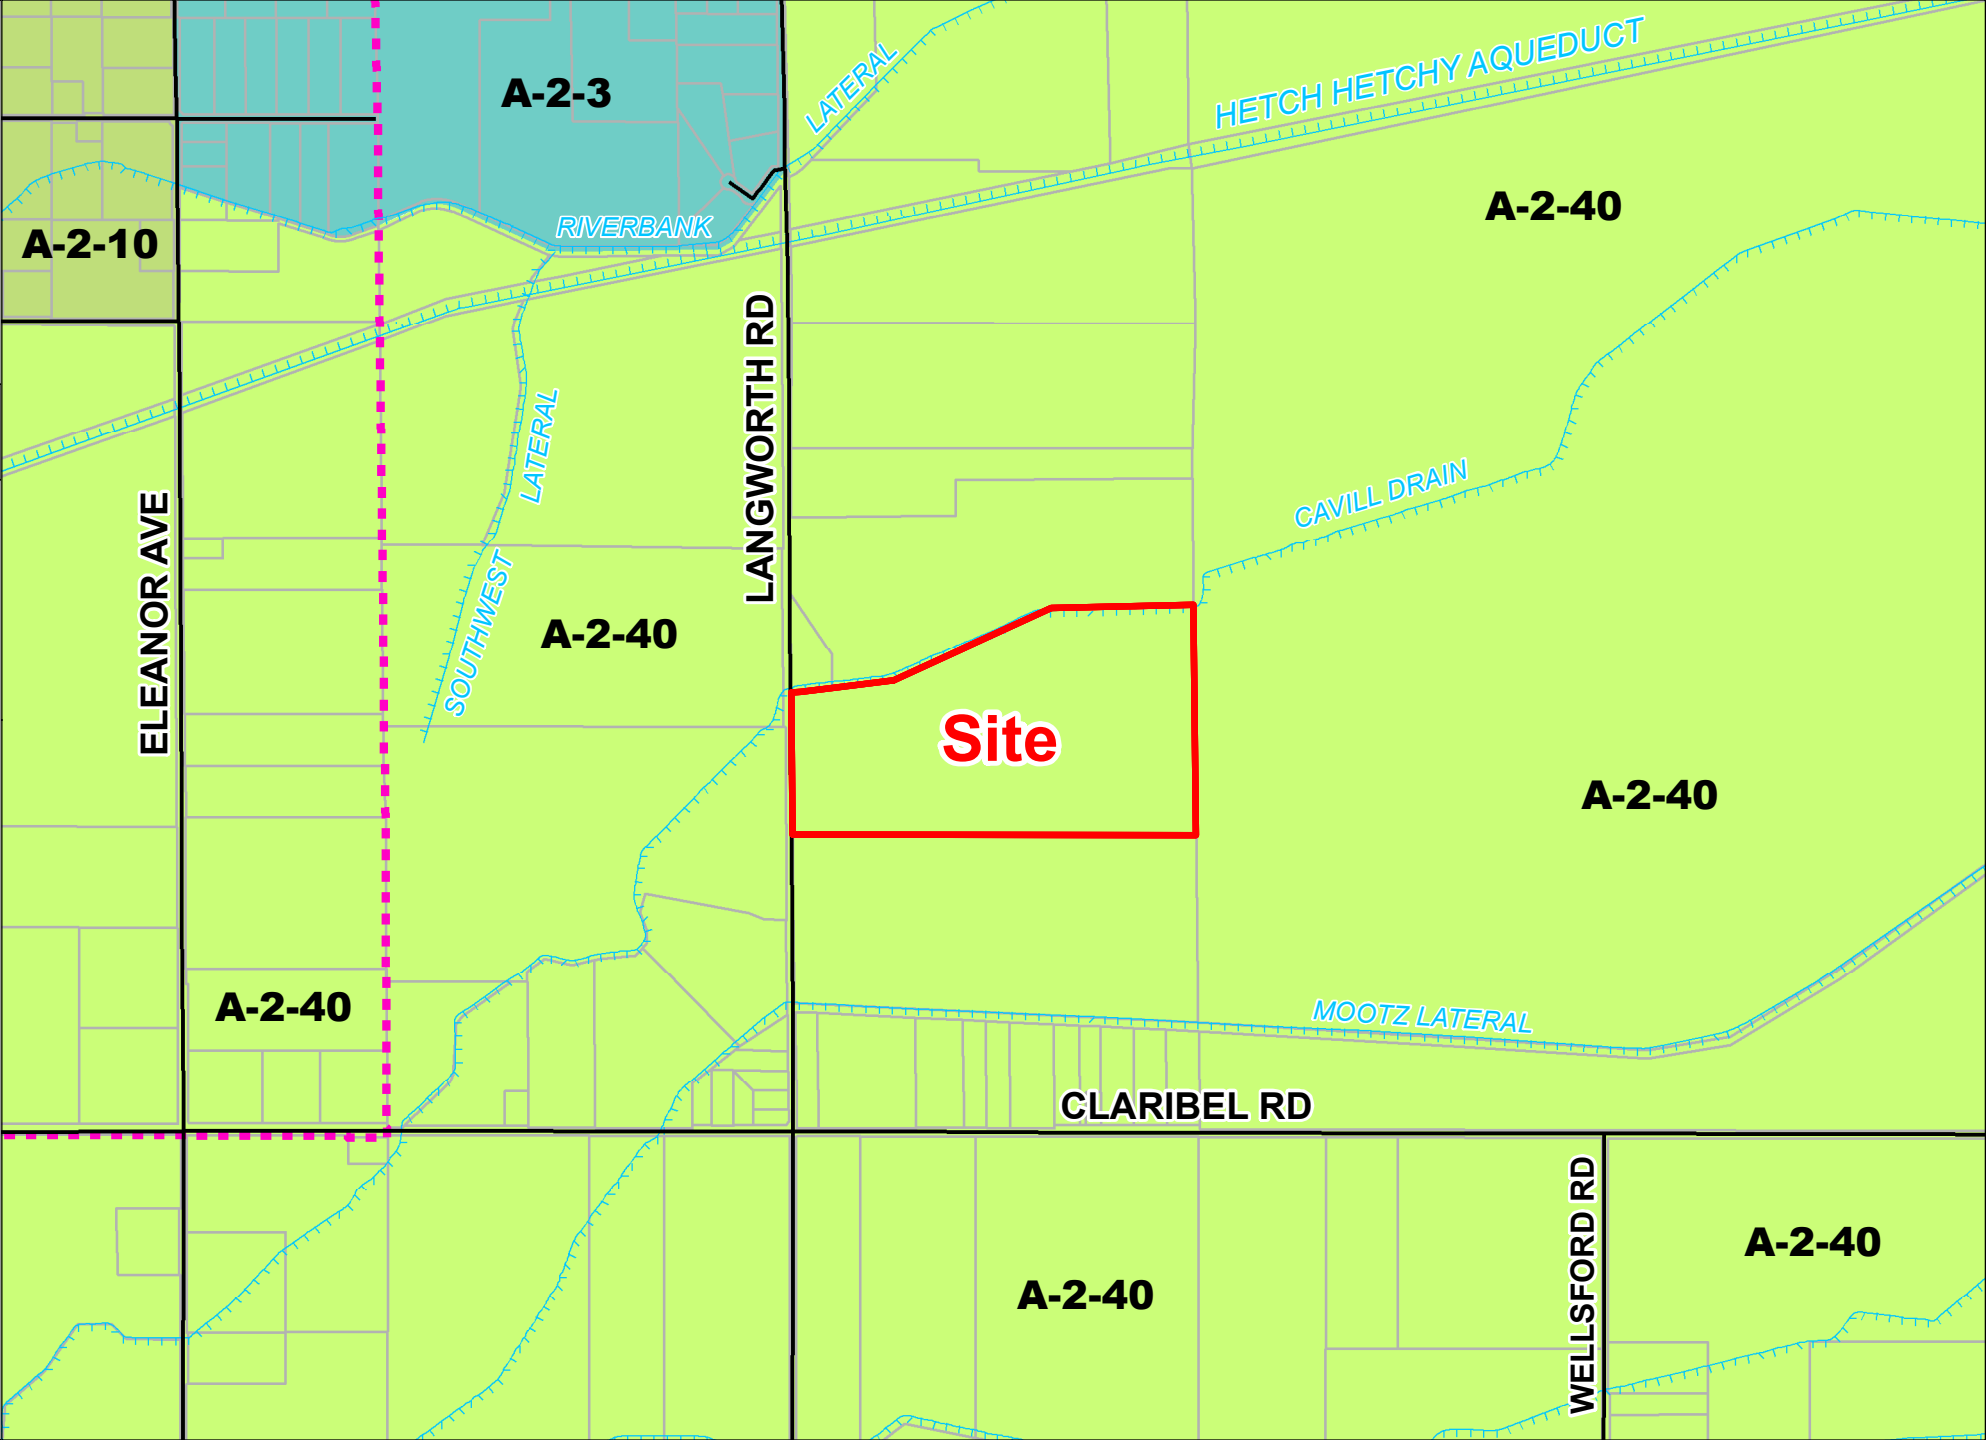 HETCH HETCHY AQUEDUCT
LATERAL
A-2-3
A-2-40
RIVERBANK
A-2-10
LANGWORTH RD
LATERAL
CAVILL DRAIN
ELEANOR AVE
SOUTHWEST
A-2-40
Site
A-2-40
A-2-40
MOOTZ LATERAL
CLARIBEL RD
WELLSFORD RD
A-2-40
A-2-40